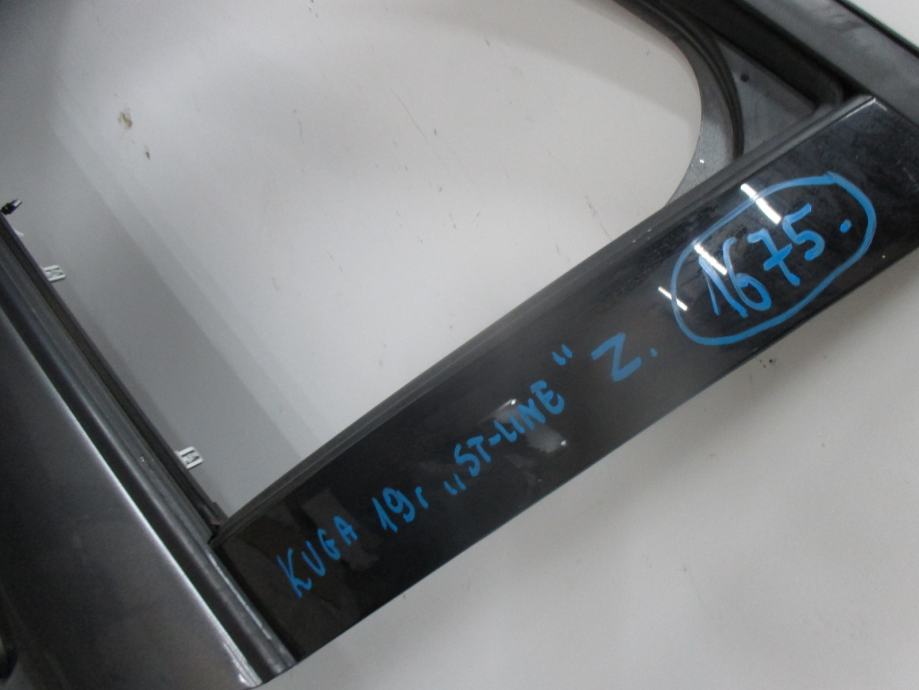 KUGA 19r „ST-LINE” Z. 1675.